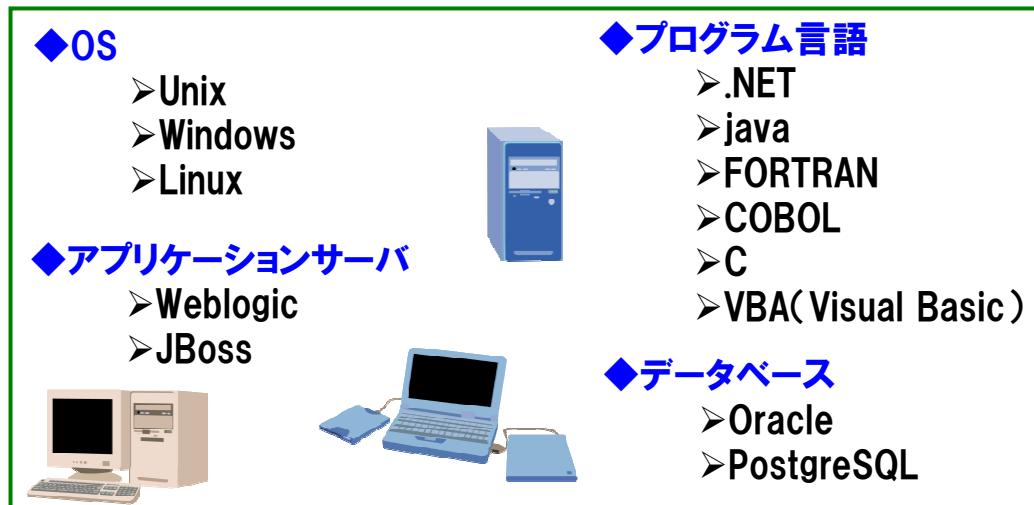 ◆OS
➢Unix
➢Windows
➢Linux
◆アプリケーションサーバ
➢Weblogic
➢JBoss
◆プログラム言語
➢.NET
➢java
➢FORTRAN
➢COBOL
➢C
➢VBA(Visual Basic)
◆データベース
➢Oracle
➢PostgreSQL